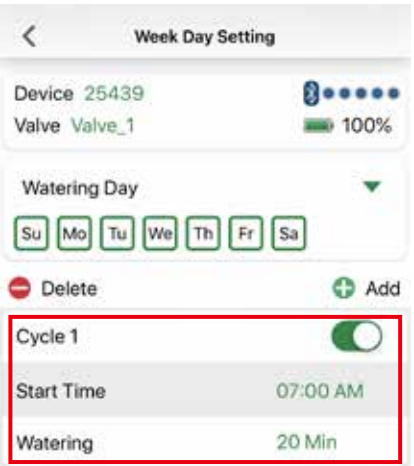 Week Day Setting
Device 25439
Valve Valve_1 100%
Watering Day
Su Mo Tu We Th Fr Sa
Delete Add
Cycle 1
Start Time 07:00 AM
Watering 20 Min